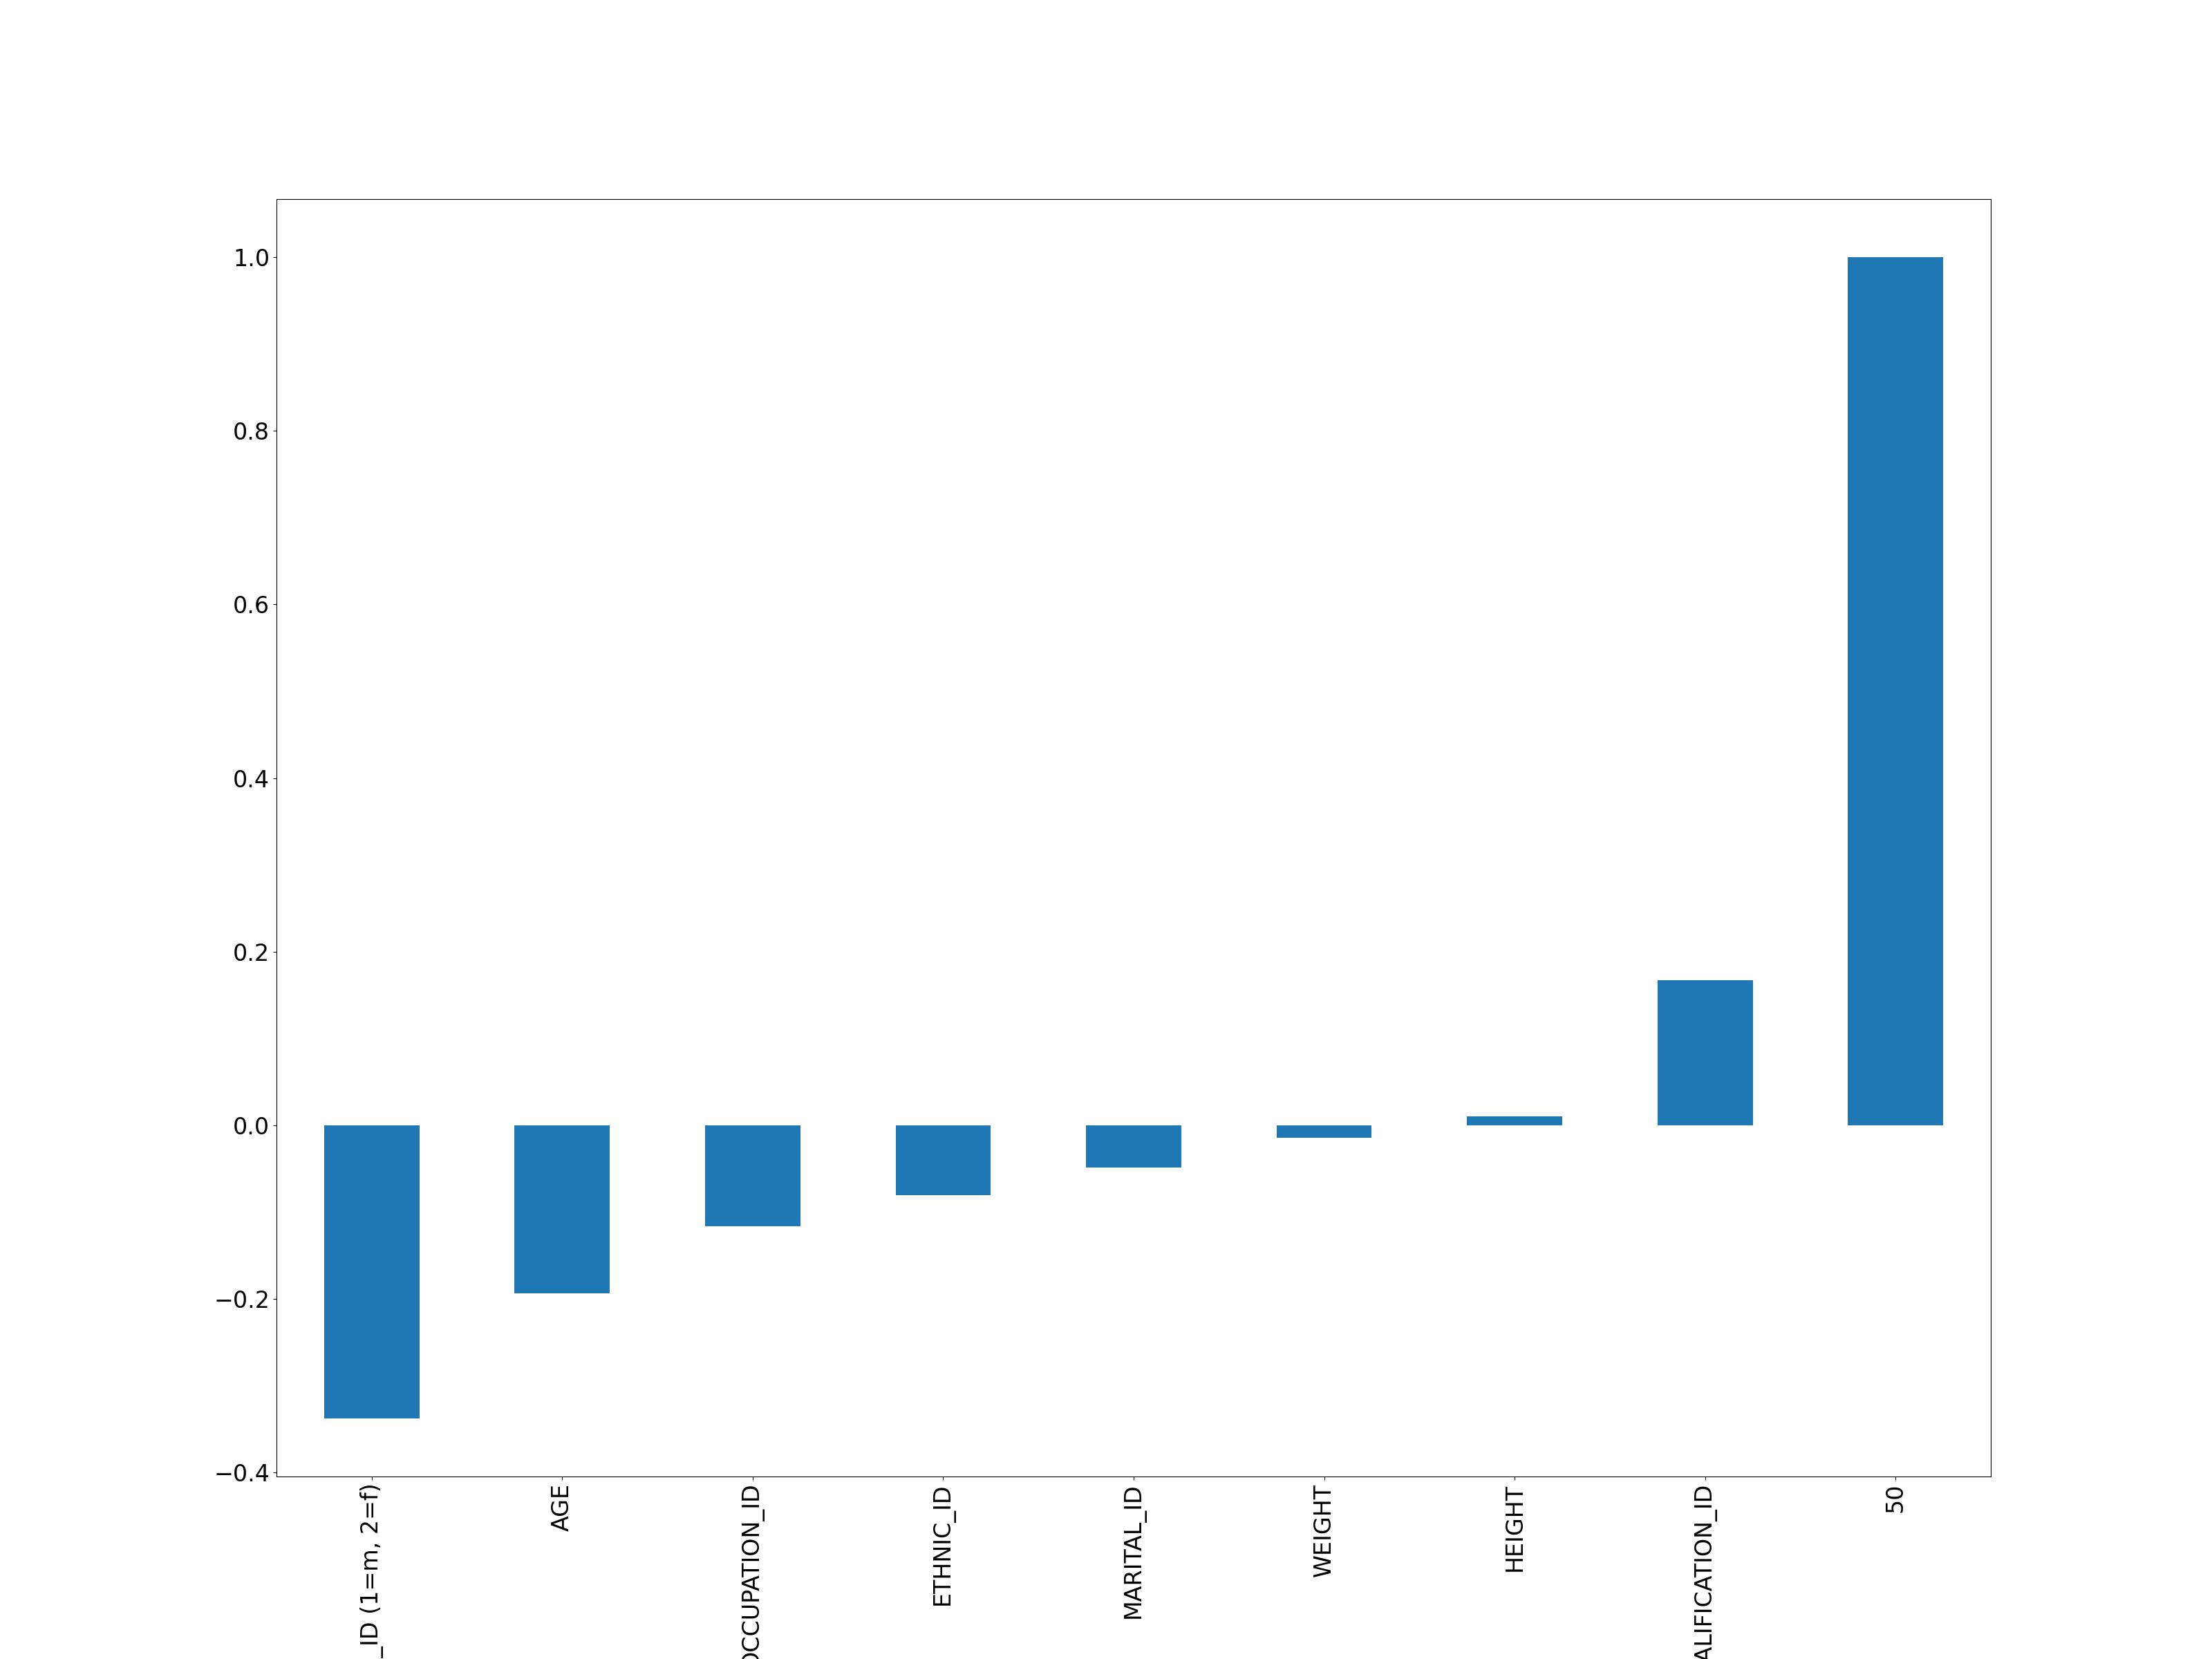 1.0
0.8
0.6
0.4
0.2
0.0
−0.2
−0.4
_ID (1=m, 2=f)
AGE
OCCUPATION_ID
ETHNIC_ID
MARITAL_ID
WEIGHT
HEIGHT
ALIFICATION_ID
50